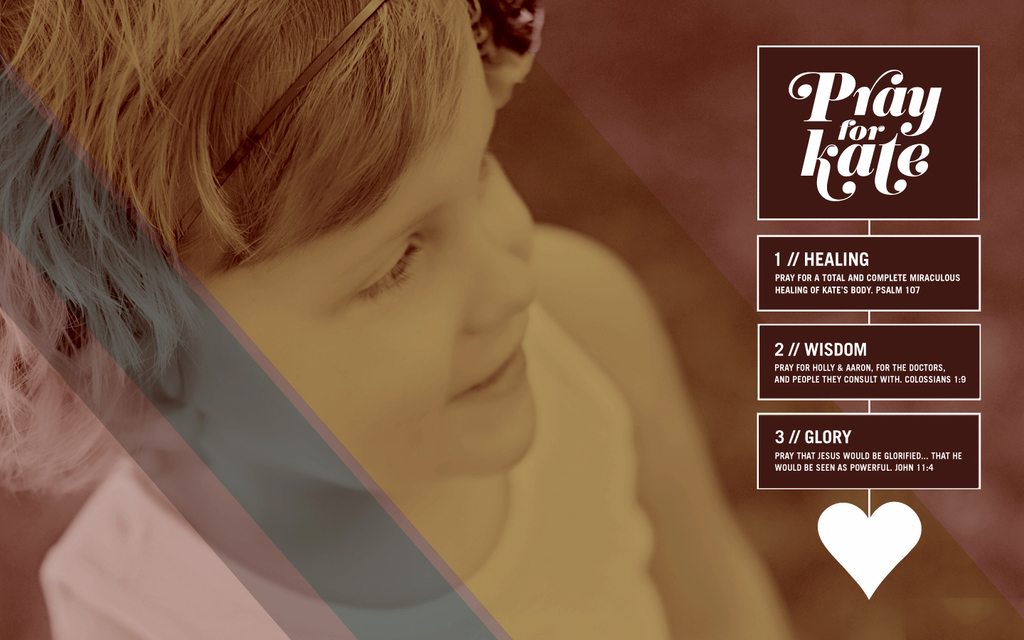 Pray
for
kate
1 // HEALING
PRAY FOR A TOTAL AND COMPLETE MIRACULOUS
HEALING OF KATE'S BODY. PSALM 107
2 // WISDOM
PRAY FOR HOLLY & AARON, FOR THE DOCTORS,
AND PEOPLE THEY CONSULT WITH. COLOSSIANS 1:9
3 // GLORY
PRAY THAT JESUS WOULD BE GLORIFIED... THAT HE
WOULD BE SEEN AS POWERFUL. JOHN 11:4